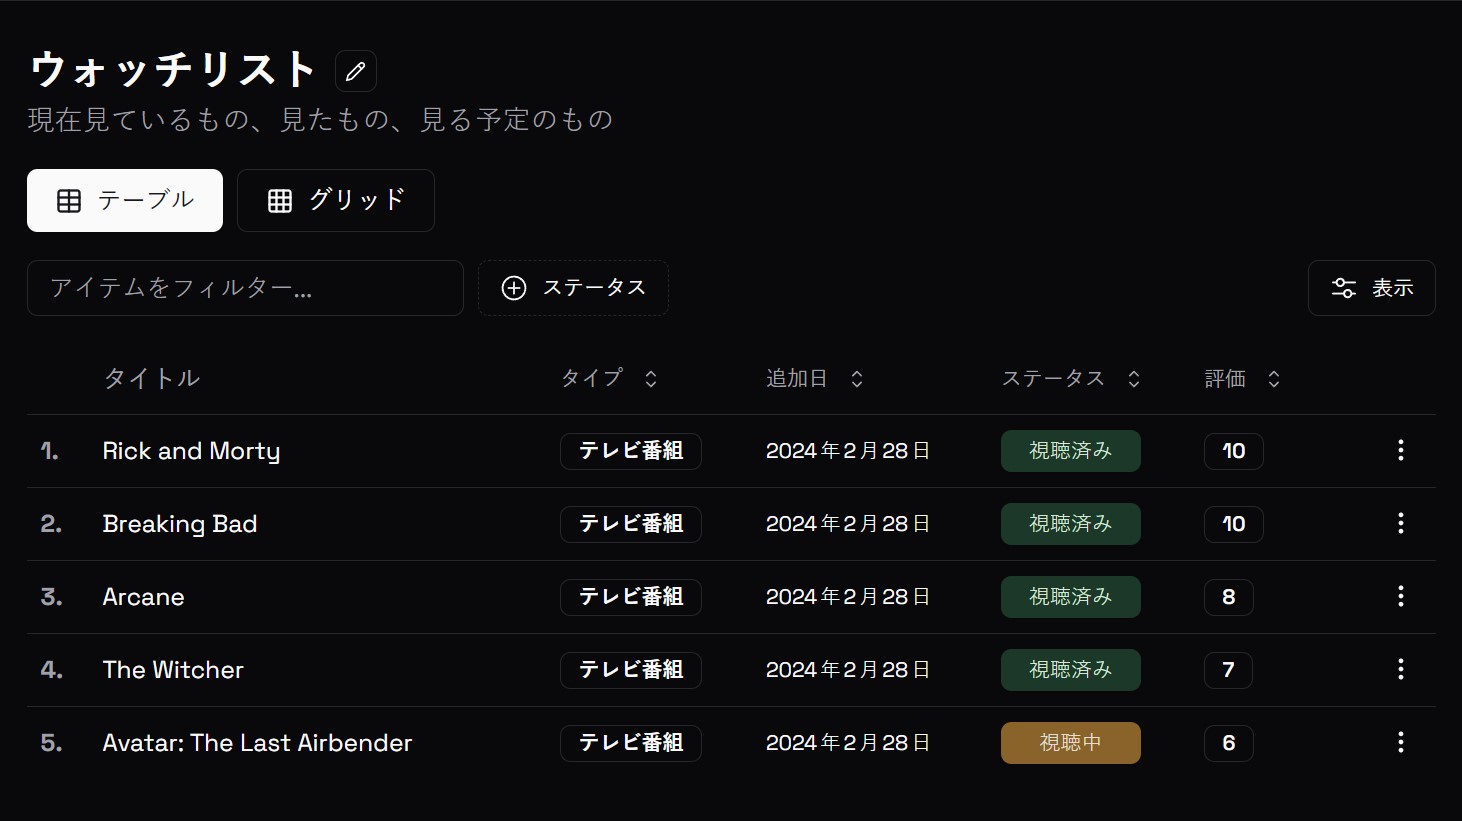 ウォッチリスト
現在見ているもの、見たもの、見る予定のもの
テーブル グリッド
アイテムをフィルター... ステータス 表示
タイトル タイプ 追加日 ステータス 評価
1. Rick and Morty テレビ番組 2024年2月28日 視聴済み 10
2. Breaking Bad テレビ番組 2024年2月28日 視聴済み 10
3. Arcane テレビ番組 2024年2月28日 視聴済み 8
4. The Witcher テレビ番組 2024年2月28日 視聴済み 7
5. Avatar: The Last Airbender テレビ番組 2024年2月28日 視聴中 6